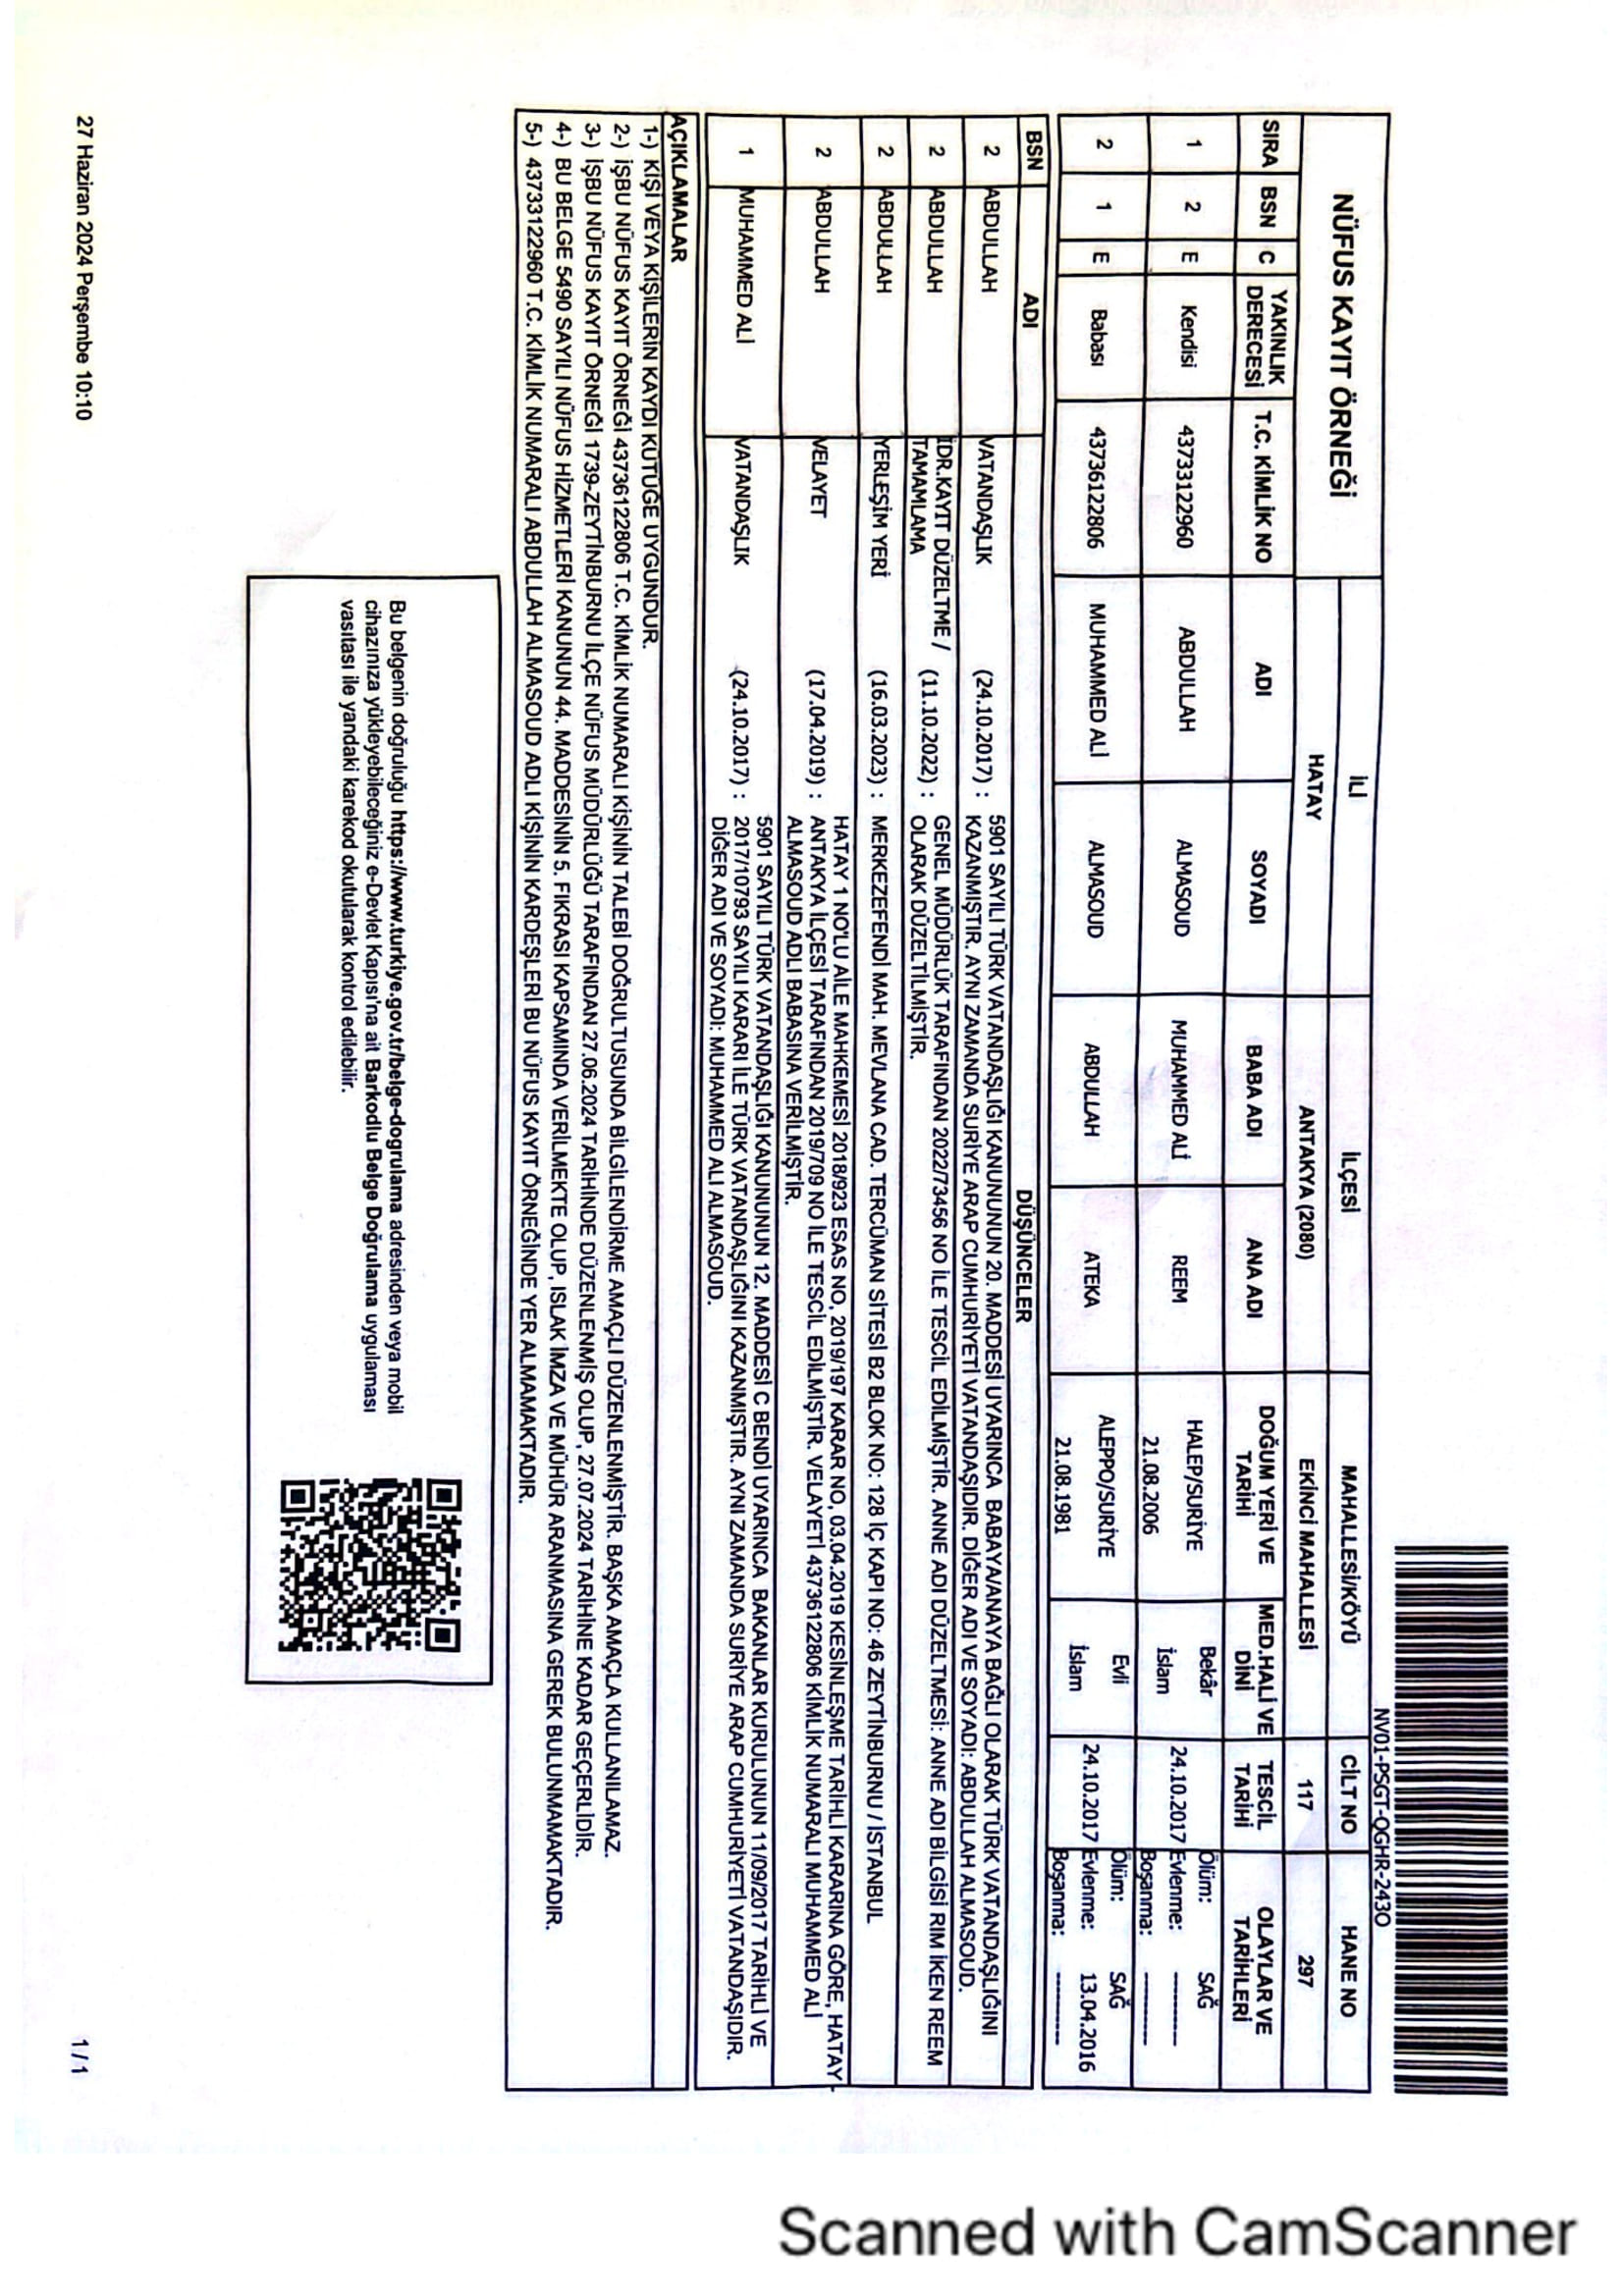 NV01-PSGT-QGHR-243O
NÜFUS KAYIT ÖRNEĞİ
İLİ İLÇESİ MAHALLESİ/KÖYÜ CİLT NO HANE NO
HATAY ANTAKYA (2080) EKİNCİ MAHALLESİ 117 297
SIRA BSN C YAKINLIK DERECESİ T.C. KİMLİK NO ADI SOYADI BABA ADI ANA ADI DOĞUM YERİ VE TARİHİ MED.HALİ VE DİNİ TESCİL TARİHİ OLAYLAR VE TARİHLERİ
1 2 E Kendisi 43733122960 ABDULLAH ALMASOUD MUHAMMED ALİ REEM HALEP/SURİYE 21.08.2006 Bekâr İslam 24.10.2017 Ölüm: SAĞ Evlenme: ---------- Boşanma: ----------
2 1 E Babası 43736122806 MUHAMMED ALİ ALMASOUD ABDULLAH ATEKA ALEPPO/SURİYE 21.08.1981 Evli İslam 24.10.2017 Ölüm: SAĞ Evlenme: 13.04.2016 Boşanma: ----------
BSN ADI DÜŞÜNCELER
2 ABDULLAH VATANDAŞLIK (24.10.2017) : 5901 SAYILI TÜRK VATANDAŞLIĞI KANUNUNUN 20. MADDESİ UYARINCA BABAYA/ANAYA BAĞLI OLARAK TÜRK VATANDAŞLIĞINI
KAZANMIŞTIR. AYNI ZAMANDA SURİYE ARAP CUMHURİYETİ VATANDAŞIDIR. DİĞER ADI VE SOYADI: ABDULLAH ALMASOUD.
2 ABDULLAH İDR.KAYIT DÜZELTME / TAMAMLAMA (11.10.2022) : GENEL MÜDÜRLÜK TARAFINDAN 2022/73456 NO İLE TESCİL EDİLMİŞTİR. ANNE ADI DÜZELTMESİ: ANNE ADI BİLGİSİ RIM İKEN REEM
OLARAK DÜZELTİLMİŞTİR.
2 ABDULLAH YERLEŞİM YERİ (16.03.2023) : MERKEZEFENDİ MAH. MEVLANA CAD. TERCÜMAN SİTESİ B2 BLOK NO: 128 İÇ KAPI NO: 46 ZEYTİNBURNU / İSTANBUL
2 ABDULLAH VELAYET (17.04.2019) : HATAY 1 NO'LU AİLE MAHKEMESİ 2018/923 ESAS NO, 2019/197 KARAR NO, 03.04.2019 KESİNLEŞME TARİHLİ KARARINA GÖRE, HATAY-
ANTAKYA İLÇESİ TARAFINDAN 2019/709 NO İLE TESCİL EDİLMİŞTİR. VELAYETİ 43736122806 KİMLİK NUMARALI MUHAMMED ALİ
ALMASOUD ADLI BABASINA VERİLMİŞTİR.
1 MUHAMMED ALİ VATANDAŞLIK (24.10.2017) : 5901 SAYILI TÜRK VATANDAŞLIĞI KANUNUNUN 12. MADDESİ C BENDİ UYARINCA BAKANLAR KURULUNUN 11/09/2017 TARİHLİ VE
2017/10793 SAYILI KARARI İLE TÜRK VATANDAŞLIĞINI KAZANMIŞTIR. AYNI ZAMANDA SURİYE ARAP CUMHURİYETİ VATANDAŞIDIR.
DİĞER ADI VE SOYADI: MUHAMMED ALI ALMASOUD.
AÇIKLAMALAR
1-) KİŞİ VEYA KİŞİLERİN KAYDI KÜTÜĞE UYGUNDUR.
2-) İŞBU NÜFUS KAYIT ÖRNEĞİ 43736122806 T.C. KİMLİK NUMARALI KİŞİNİN TALEBİ DOĞRULTUSUNDA BİLGİLENDİRME AMAÇLI DÜZENLENMİŞTİR. BAŞKA AMAÇLA KULLANILAMAZ.
3-) İŞBU NÜFUS KAYIT ÖRNEĞİ 1739-ZEYTİNBURNU İLÇE NÜFUS MÜDÜRLÜĞÜ TARAFINDAN 27.06.2024 TARİHİNDE DÜZENLENMİŞ OLUP, 27.07.2024 TARİHİNE KADAR GEÇERLİDİR.
4-) BU BELGE 5490 SAYILI NÜFUS HİZMETLERİ KANUNUN 44. MADDESİNİN 5. FIKRASI KAPSAMINDA VERİLMEKTE OLUP, ISLAK İMZA VE MÜHÜR ARANMASINA GEREK BULUNMAMAKTADIR.
5-) 43733122960 T.C. KİMLİK NUMARALI ABDULLAH ALMASOUD ADLI KİŞİNİN KARDEŞLERİ BU NÜFUS KAYIT ÖRNEĞİNDE YER ALMAMAKTADIR.
Bu belgenin doğruluğu https://www.turkiye.gov.tr/belge-dogrulama adresinden veya mobil
cihazınıza yükleyebileceğiniz e-Devlet Kapısı'na ait Barkodlu Belge Doğrulama uygulaması
vasıtası ile yandaki karekod okutularak kontrol edilebilir.
27 Haziran 2024 Perşembe 10:10
1 / 1
Scanned with CamScanner